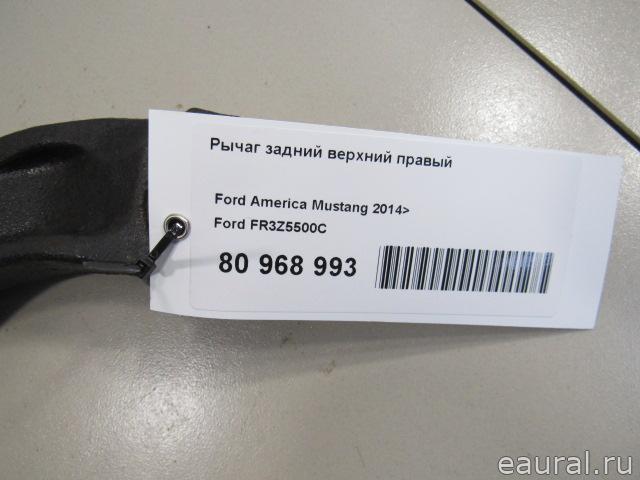 Рычаг задний верхний правый
Ford America Mustang 2014>
Ford FR3Z5500C
80 968 993
eaural.ru